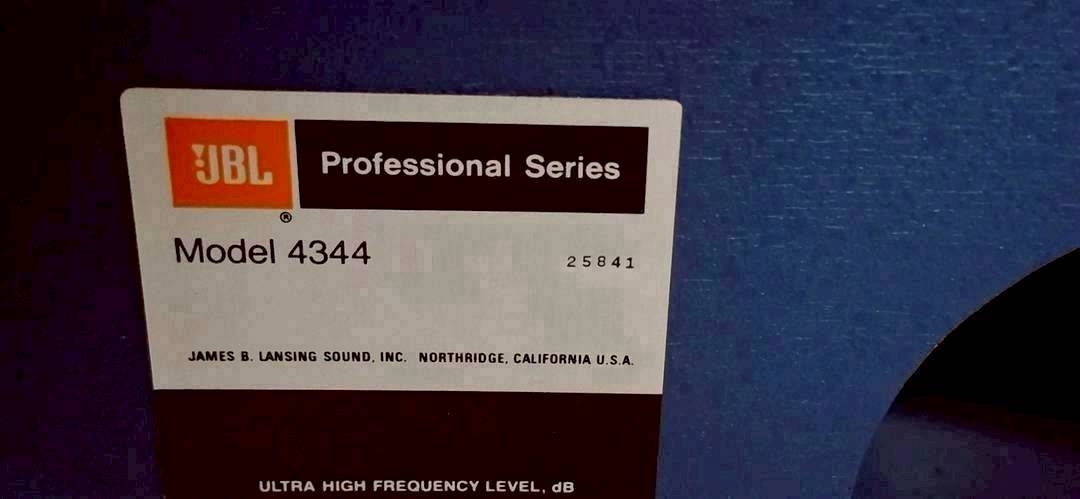 JBL Professional Series
®
Model 4344 25841
JAMES B. LANSING SOUND, INC. NORTHRIDGE, CALIFORNIA U.S.A.
ULTRA HIGH FREQUENCY LEVEL, dB